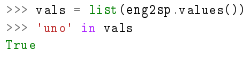 >>> vals = list(eng2sp.values())
>>> 'uno' in vals
True